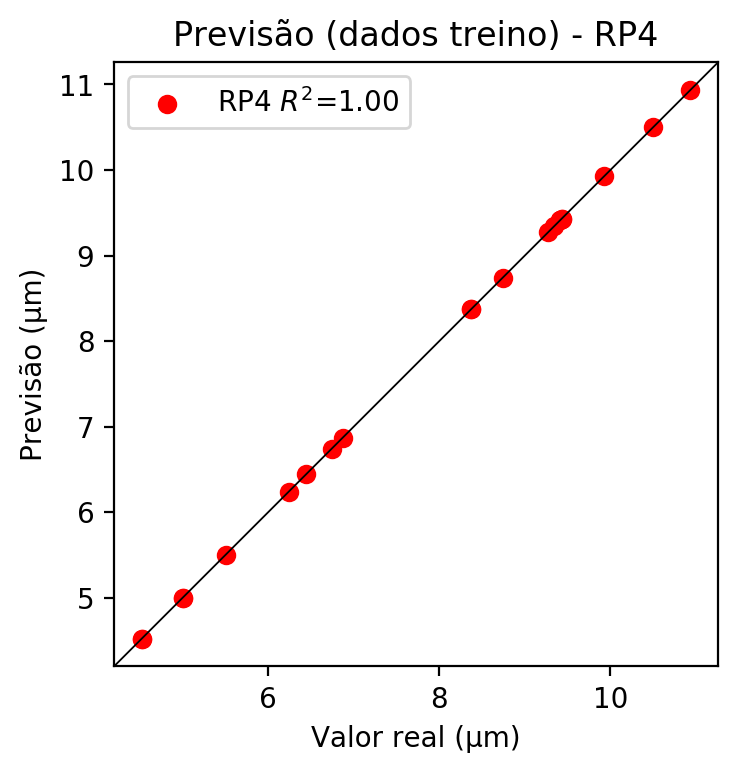 Previsão (dados treino) - RP4
RP4 R²=1.00
11
10
9
8
7
6
5
Previsão (µm)
6 8 10
Valor real (µm)